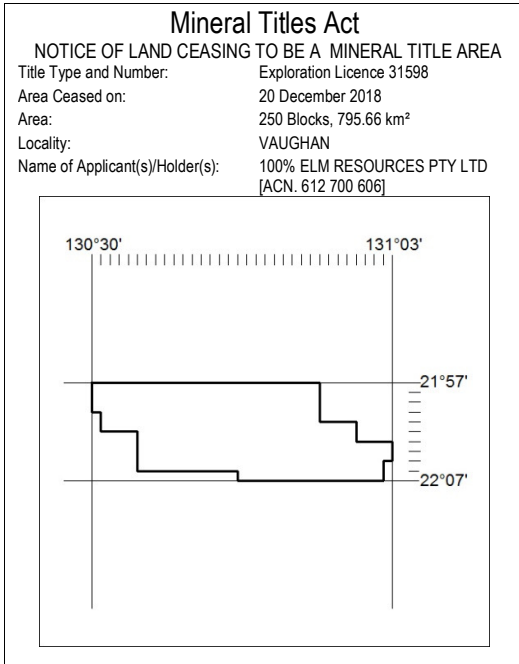 Mineral Titles Act
NOTICE OF LAND CEASING TO BE A MINERAL TITLE AREA
Title Type and Number: Exploration Licence 31598
Area Ceased on: 20 December 2018
Area: 250 Blocks, 795.66 km²
Locality: VAUGHAN
Name of Applicant(s)/Holder(s): 100% ELM RESOURCES PTY LTD
[ACN. 612 700 606]
130°30' 131°03'
21°57'
22°07'